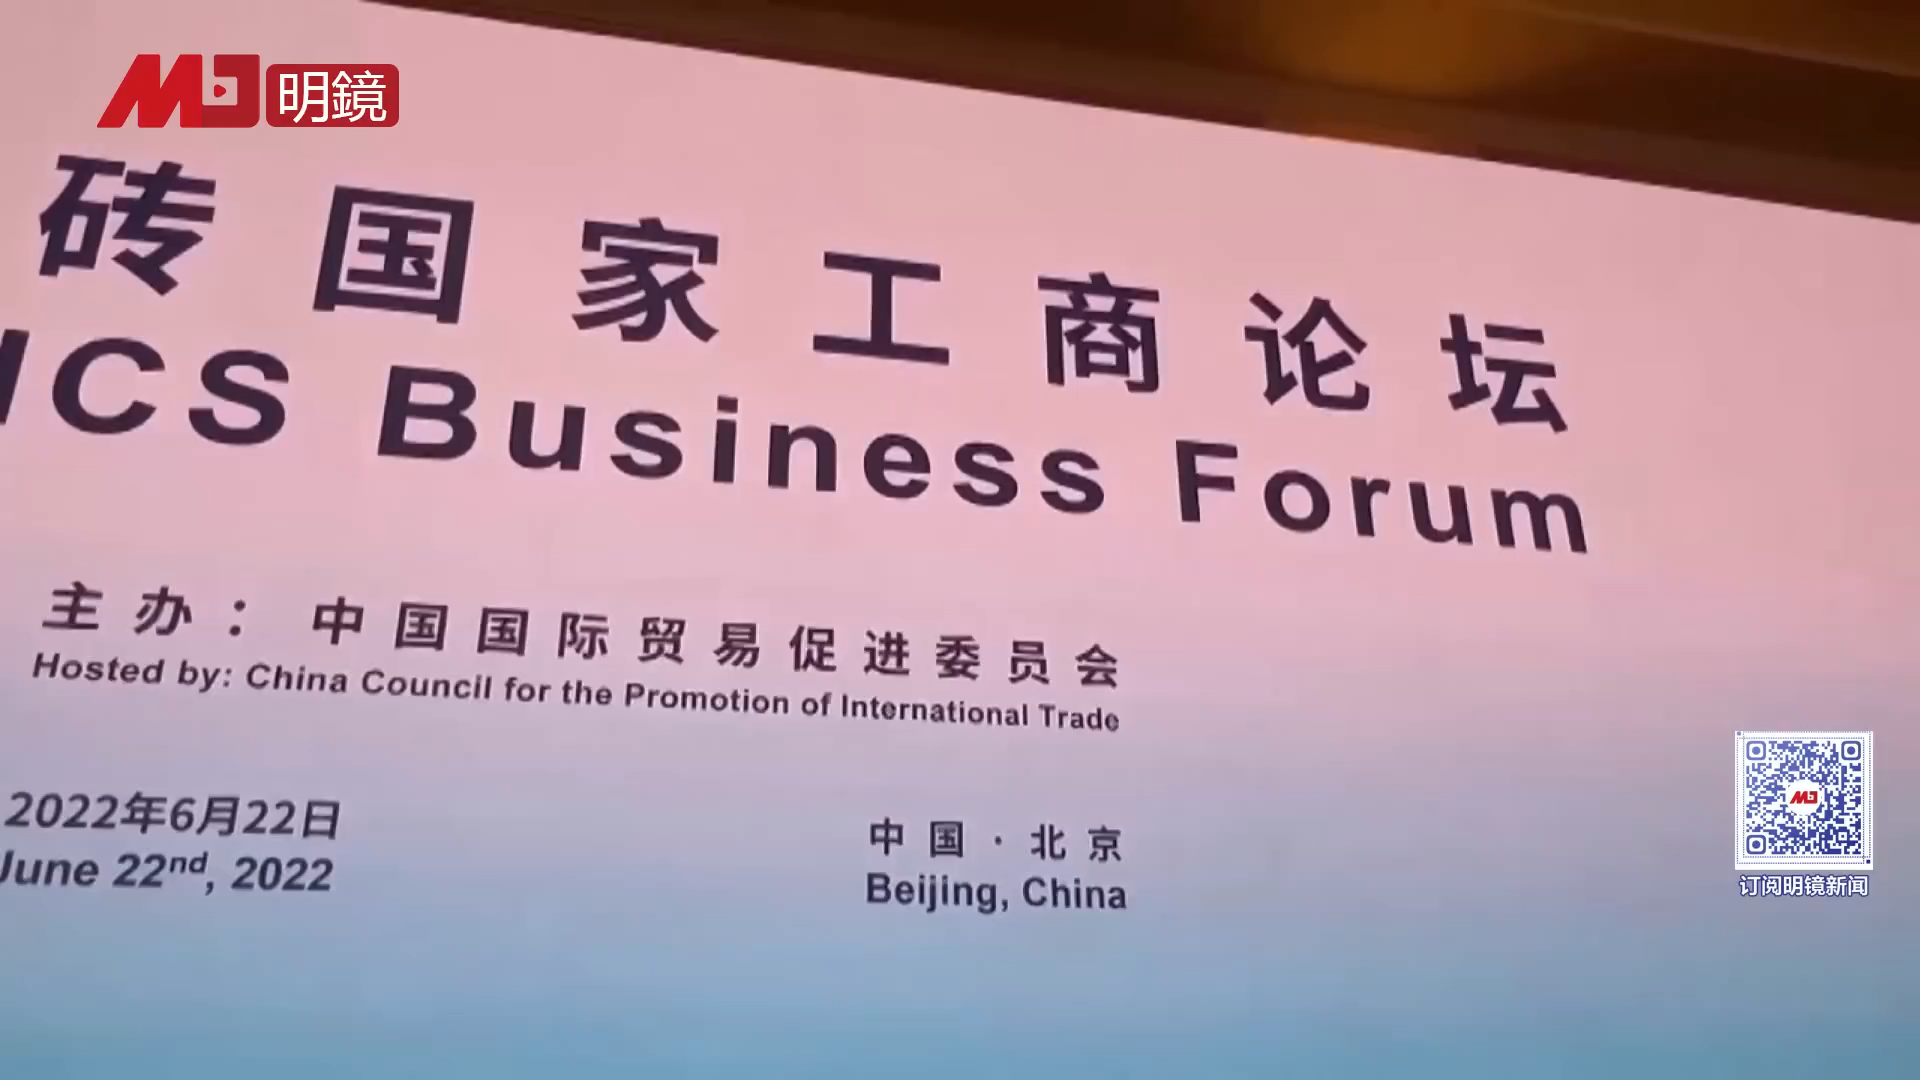 明鏡
砖国家工商论坛
ICS Business Forum
主办：中国国际贸易促进委员会
Hosted by: China Council for the Promotion of International Trade
2022年6月22日
June 22nd, 2022
中国·北京
Beijing, China
订阅明镜新闻